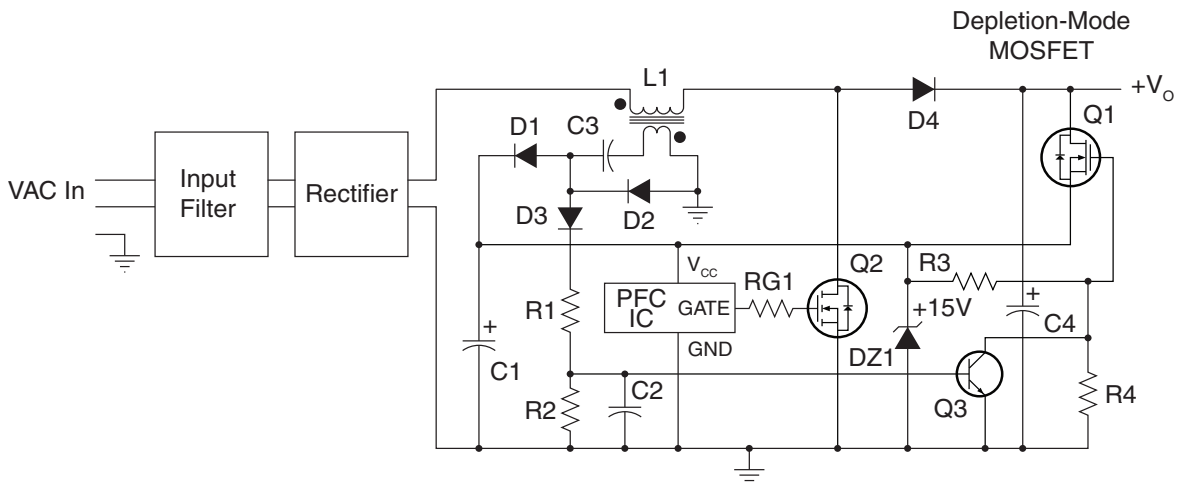 Depletion-Mode
MOSFET
L1
+VO
D1
C3
D4
Q1
VAC In
Input
Filter
Rectifier
D3
D2
VCC
RG1
Q2
R3
PFC
IC
GATE
+15V
R1
GND
DZ1
C4
C1
C2
R2
Q3
R4
+
+